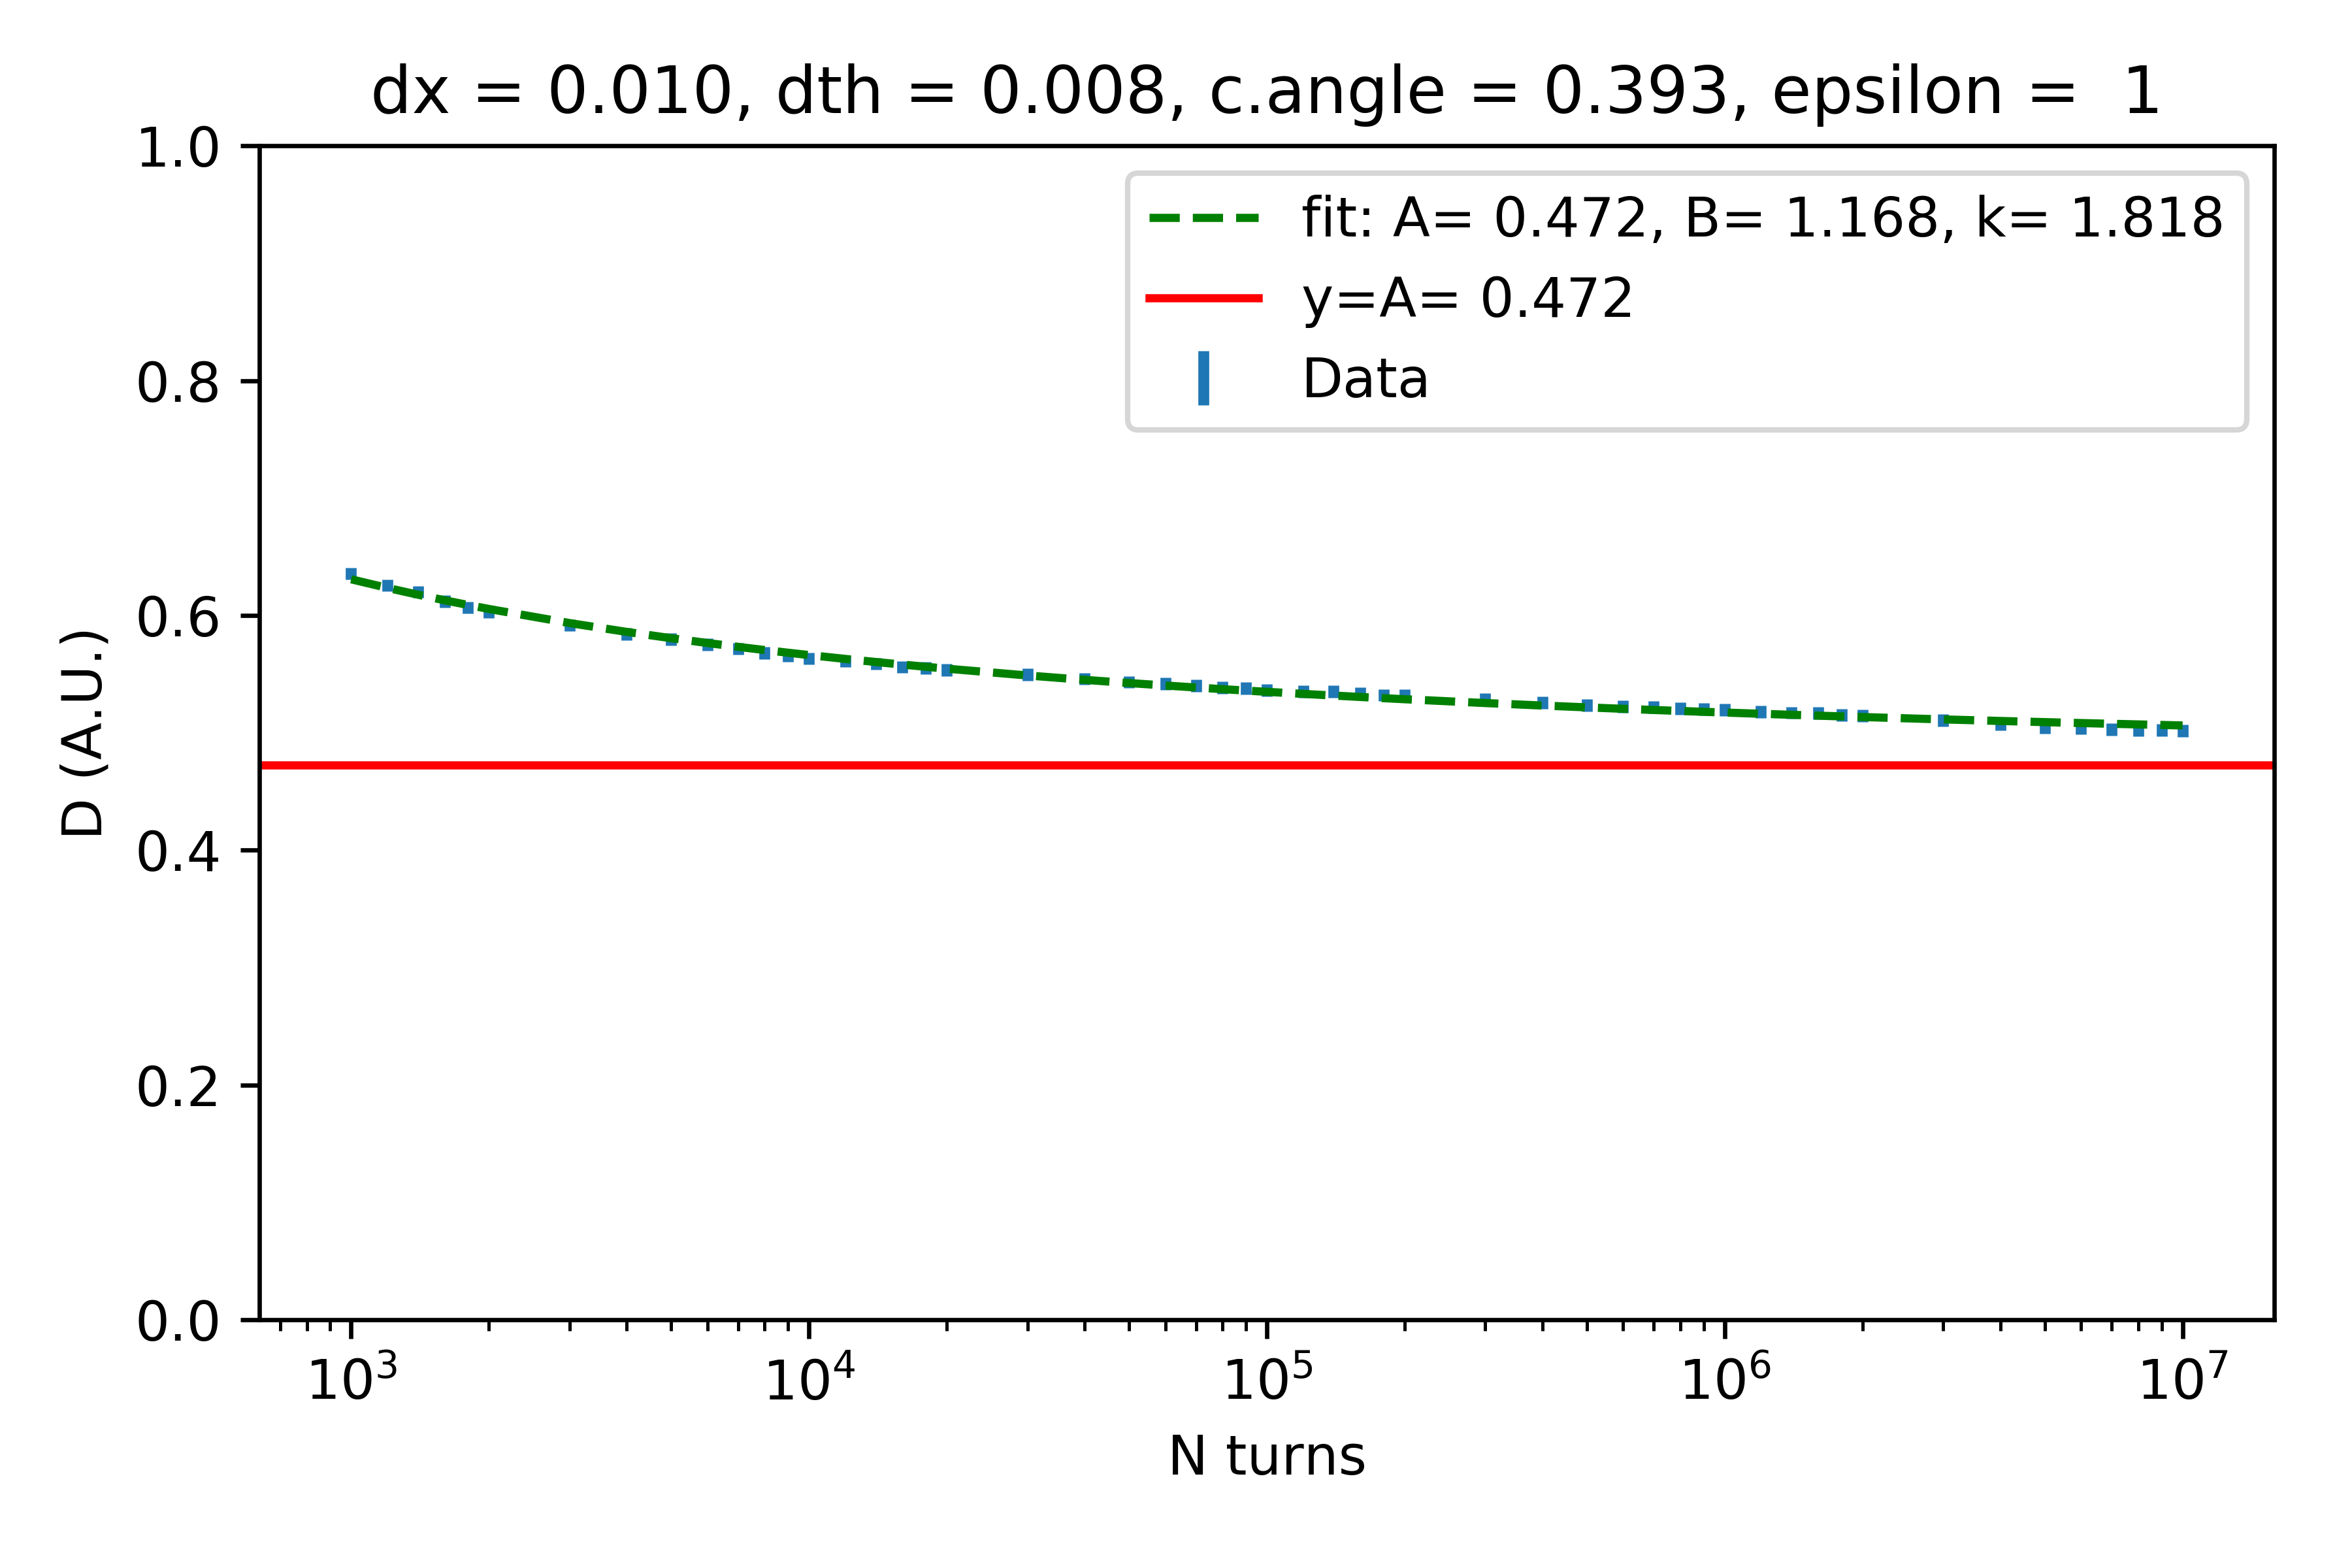 dx = 0.010, dth = 0.008, c.angle = 0.393, epsilon =  1
1.0
0.8
0.6
0.4
0.2
0.0
D (A.U.)
fit: A= 0.472, B= 1.168, k= 1.818
y=A= 0.472
Data
10³ 10⁴ 10⁵ 10⁶ 10⁷
N turns